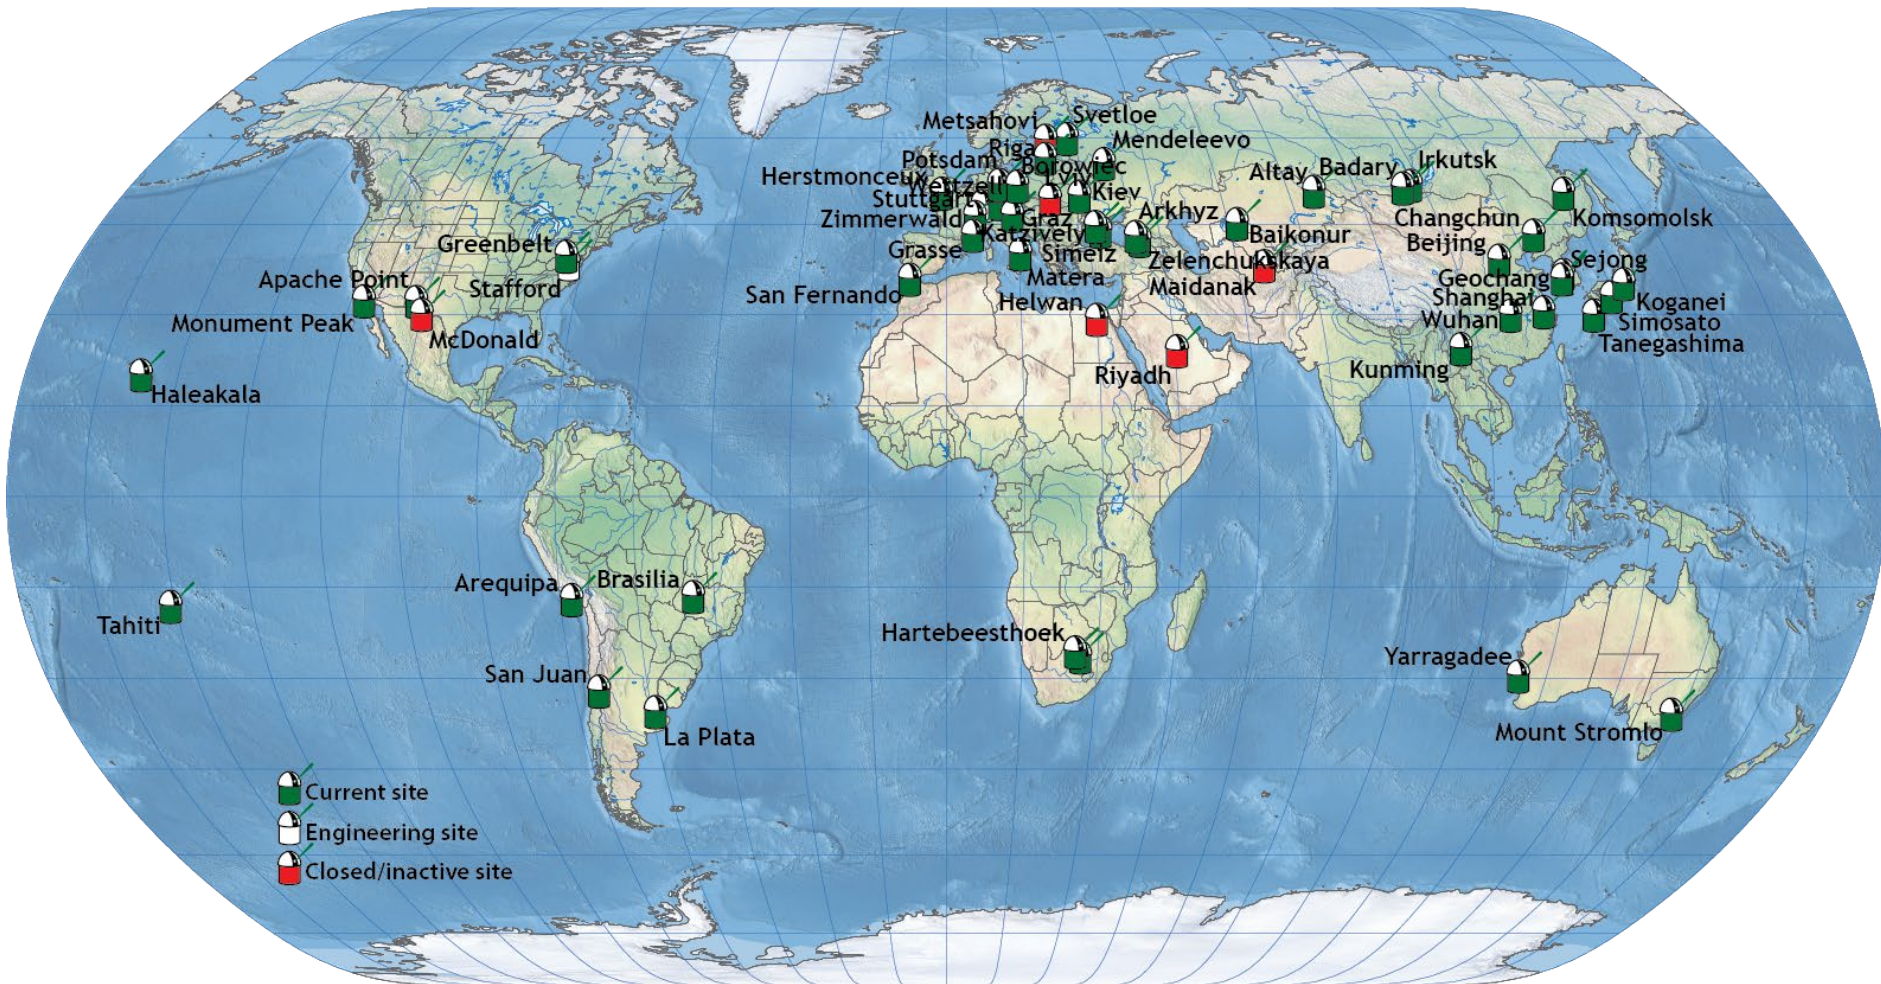 Metsahovi
Svetloe
Riga
Mendeleevo
Potsdam
Borowiec
Herstmonceux
Wettzell
Lviv
Kiev
Stuttgart
Zimmerwald
Graz
Katzively
Arkhyz
Grasse
Simeiz
Zelenchukskaya
Matera
Maidanak
San Fernando
Helwan
Riyadh
Altay
Badary
Irkutsk
Baikonur
Changchun
Komsomolsk
Beijing
Sejong
Geochang
Shanghai
Koganei
Wuhan
Simosato
Tanegashima
Kunming
Greenbelt
Apache Point
Stafford
Monument Peak
McDonald
Haleakala
Arequipa
Brasilia
Tahiti
Hartebeesthoek
San Juan
Yarragadee
La Plata
Mount Stromlo
Current site
Engineering site
Closed/inactive site